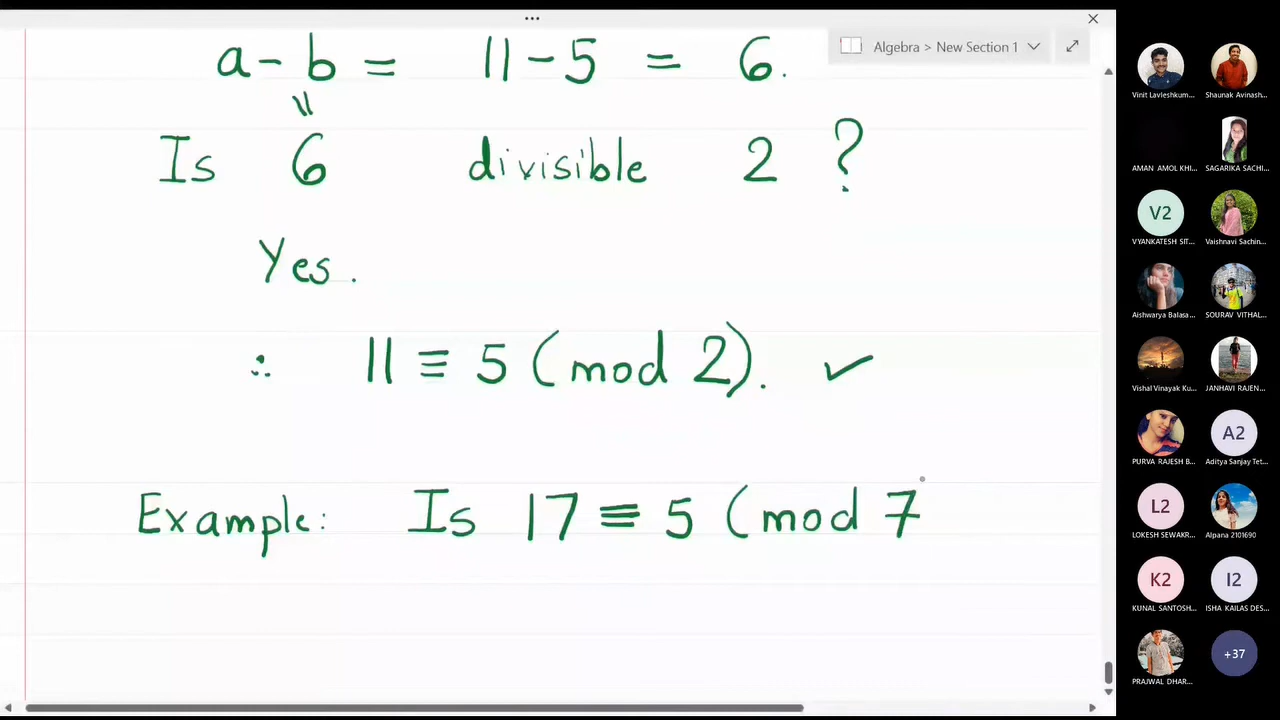 Algebra > New Section 1
a - b = 11 - 5 = 6.
Is 6 divisible 2 ?
Yes.
∴ 11 ≡ 5 (mod 2). ✓
Example: Is 17 ≡ 5 (mod 7
Vinit Lavleshkum...
Shaunak Avinash...
AMAN AMOL KHI...
SAGARIKA SACHI...
V2
VYANKATESH SIT...
Vaishnavi Sachin...
Aishwarya Balasa...
SOURAV VITHAL...
Vishal Vinayak Ku...
JANHAVI RAJEN...
PURVA RAJESH B...
A2
Aditya Sanjay Tet...
L2
LOKESH SEWAKR...
Alpana 2101690
K2
KUNAL SANTOSH...
I2
ISHA KAILAS DES...
PRAJWAL DHAR...
+37